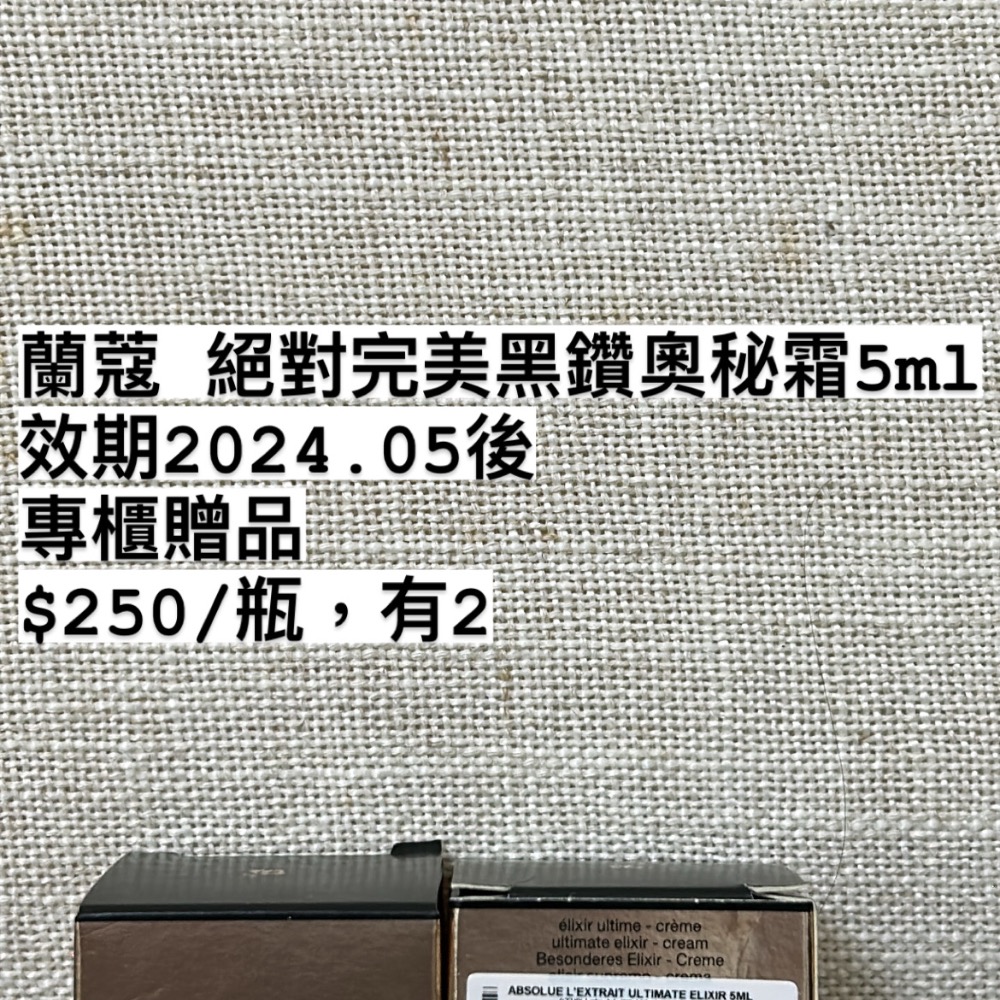 蘭蔻 絕對完美黑鑽奧秘霜5ml
效期2024.05後
專櫃贈品
$250/瓶，有2
élixir ultime - crème
ultimate elixir - cream
Besonderes Elixir - Creme
ABSOLUE L'EXTRAIT ULTIMATE ELIXIR 5ML